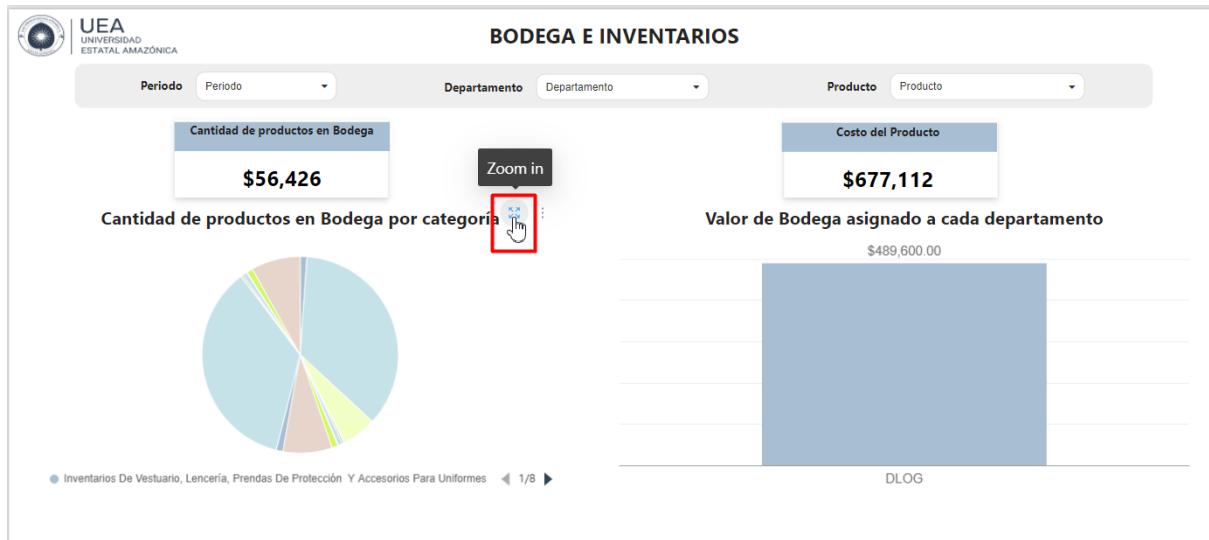 UEA
UNIVERSIDAD
ESTATAL AMAZÓNICA
BODEGA E INVENTARIOS
Periodo
Periodo
Departamento
Departamento
Producto
Producto
Cantidad de productos en Bodega
$56,426
Costo del Producto
$677,112
Zoom in
Cantidad de productos en Bodega por categoría
Valor de Bodega asignado a cada departamento
$489,600.00
Inventarios De Vestuario, Lencería, Prendas De Protección Y Accesorios Para Uniformes
1/8
DLOG